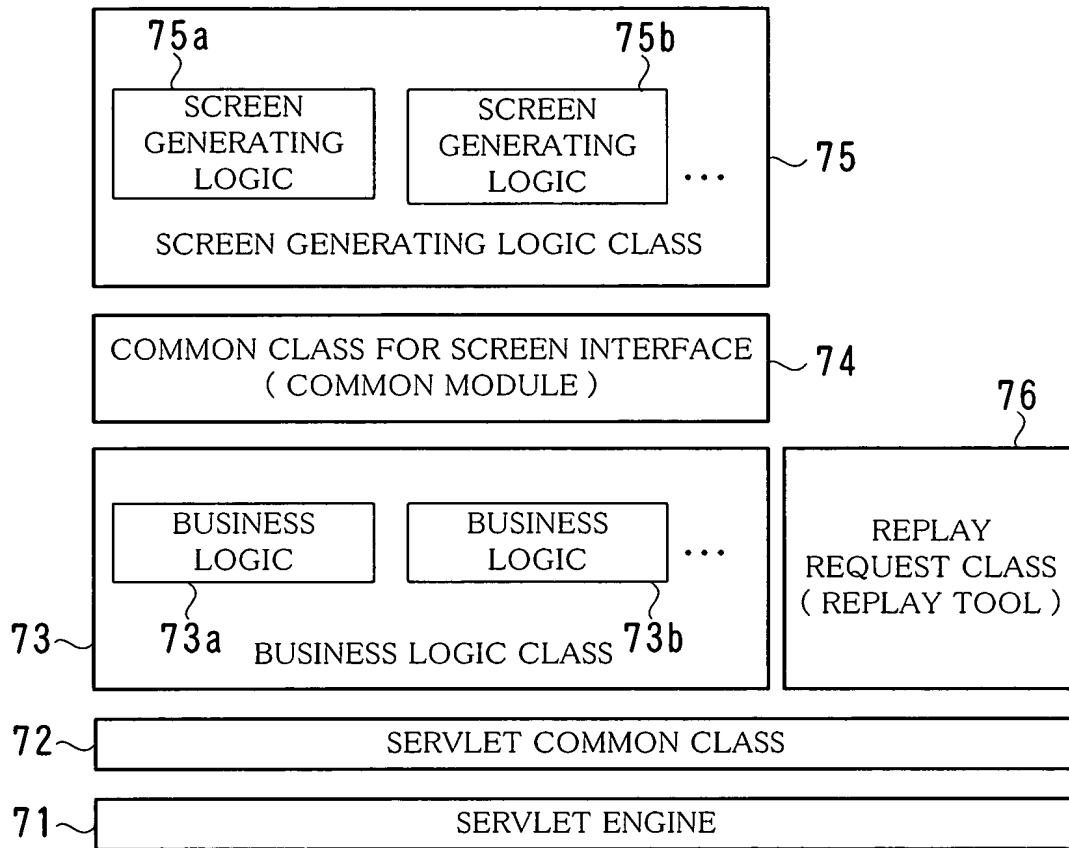 75a
75b
SCREEN
GENERATING
LOGIC
SCREEN
GENERATING
LOGIC
...
75
SCREEN GENERATING LOGIC CLASS
COMMON CLASS FOR SCREEN INTERFACE
( COMMON MODULE )
74
76
BUSINESS
LOGIC
BUSINESS
LOGIC
...
REPLAY
REQUEST CLASS
( REPLAY TOOL )
73
73a
73b
BUSINESS LOGIC CLASS
72
SERVLET COMMON CLASS
71
SERVLET ENGINE